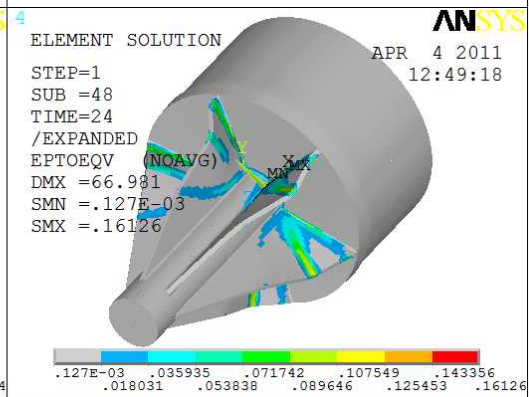 4
ANSYS
ELEMENT SOLUTION
APR 4 2011
12:49:18
STEP=1
SUB =48
TIME=24
/EXPANDED
EPTOEQV (NOAVG)
DMX =66.981
SMN =.127E-03
SMX =.16126
Y
X
MX
MN
.127E-03 .035935 .071742 .107549 .143356
4 .018031 .053838 .089646 .125453 .16126